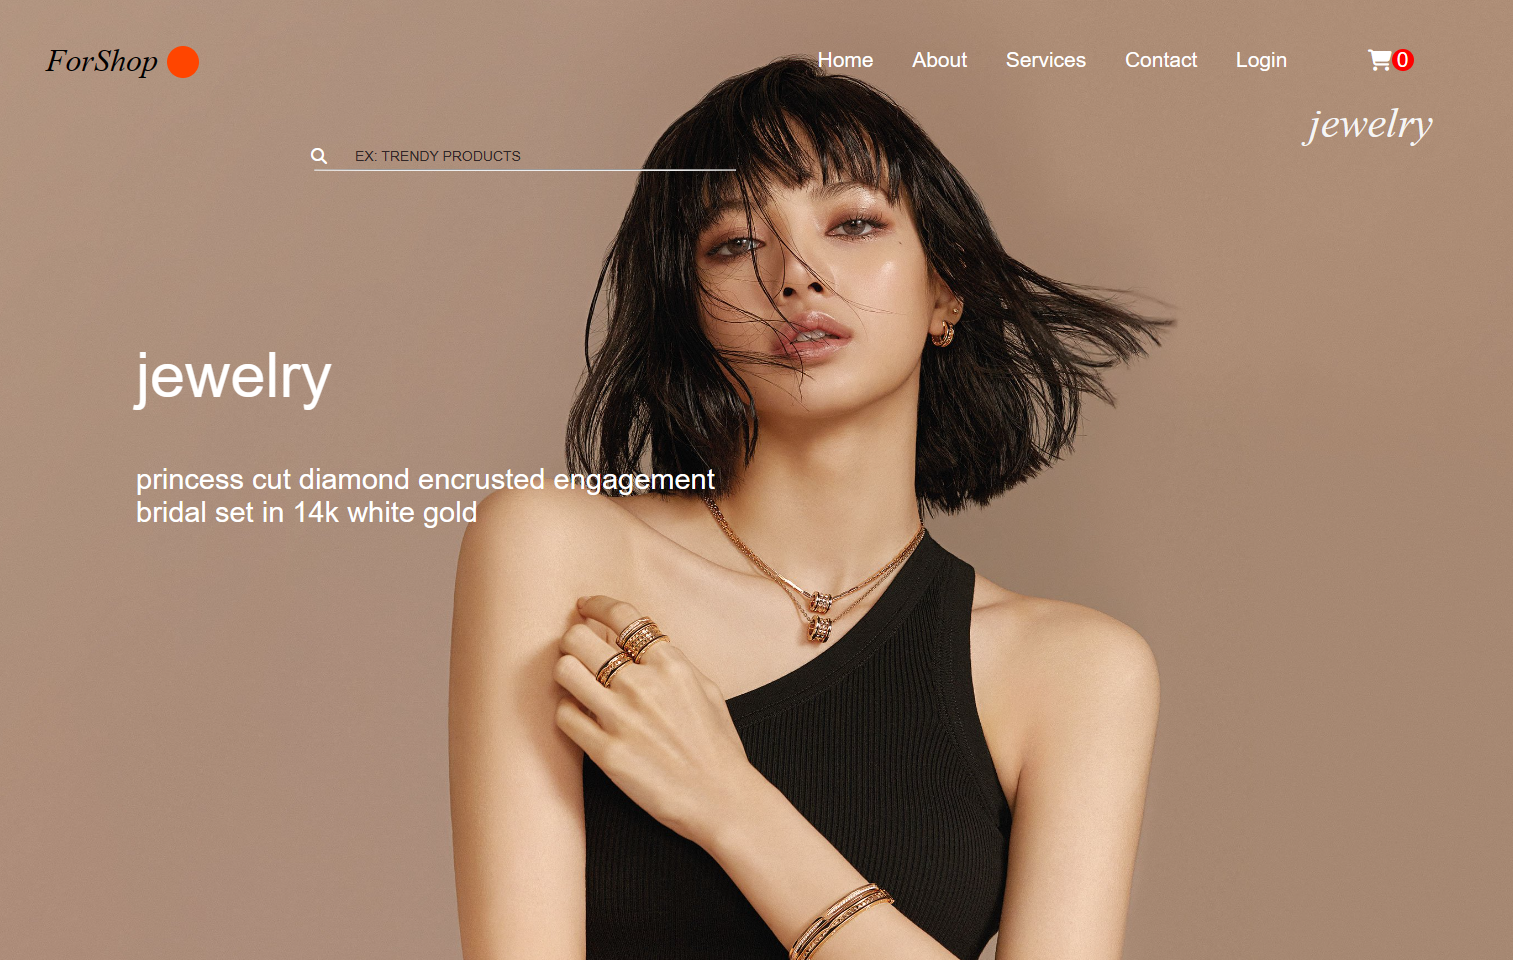 ForShop
Home About Services Contact Login 0
jewelry
EX: TRENDY PRODUCTS
jewelry
princess cut diamond encrusted engagement
bridal set in 14k white gold